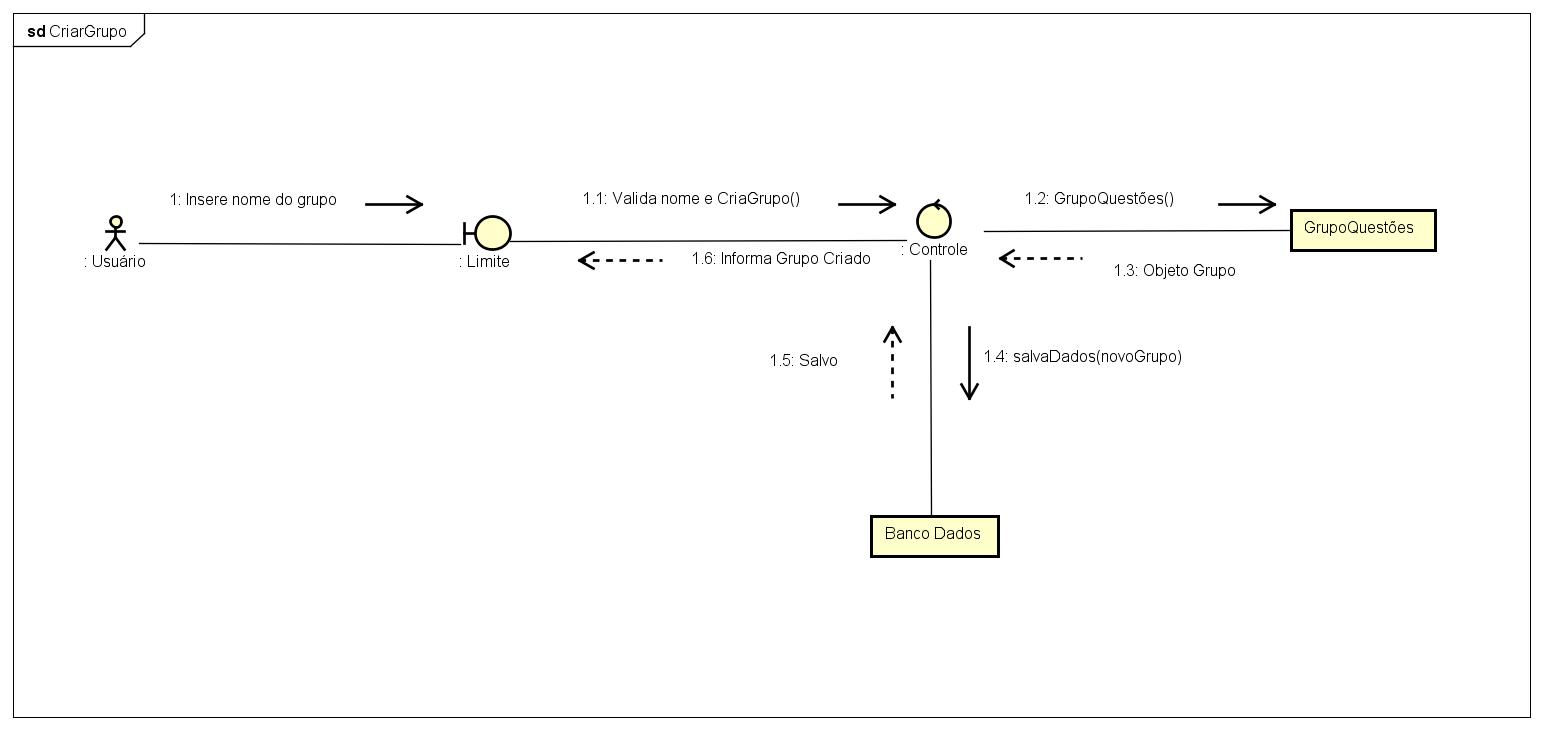 sd CriarGrupo
1: Insere nome do grupo
1.1: Valida nome e CriaGrupo()
1.2: GrupoQuestões()
GrupoQuestões
: Usuário
: Limite
1.6: Informa Grupo Criado
: Controle
1.3: Objeto Grupo
1.5: Salvo
1.4: salvaDados(novoGrupo)
Banco Dados